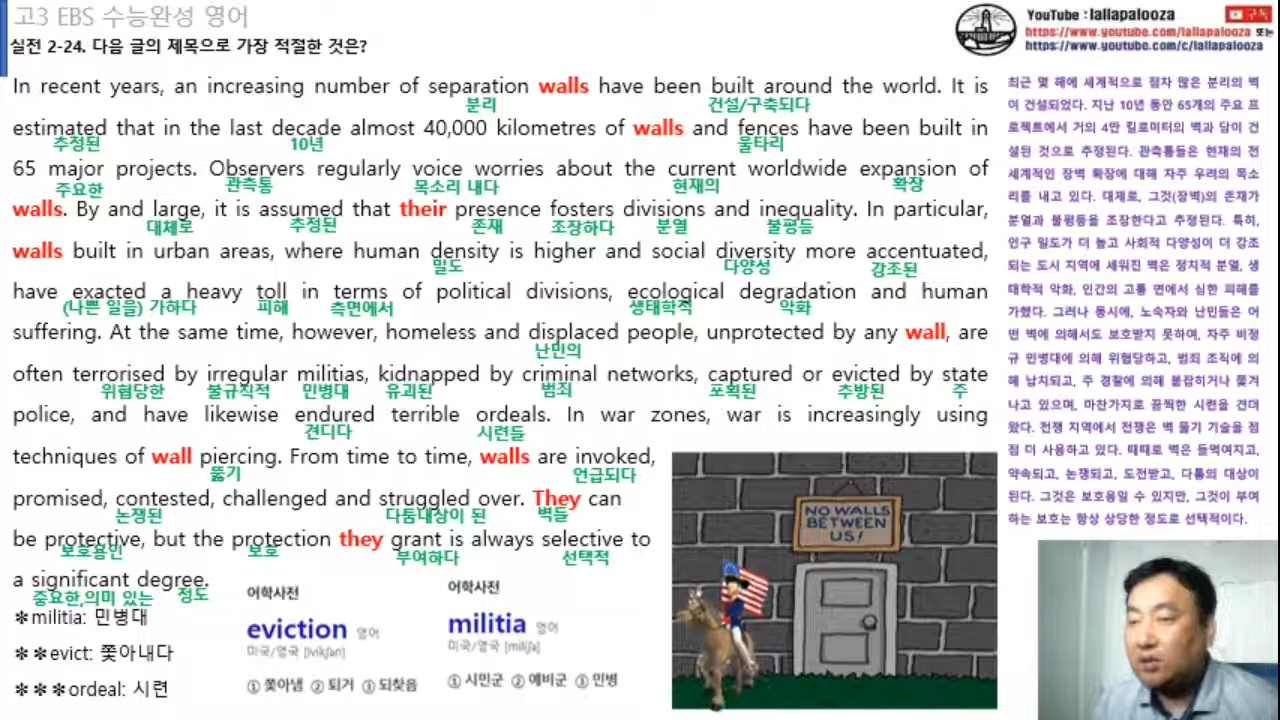 고3 EBS 수능완성 영어
실전 2-24. 다음 글의 제목으로 가장 적절한 것은?
YouTube : lallapalooza
구독
https://www.youtube.com/lallapalooza 또는
https://www.youtube.com/c/lallapalooza
In recent years, an increasing number of separation walls have been built around the world. It is
분리 건설/구축되다
estimated that in the last decade almost 40,000 kilometres of walls and fences have been built in
추정된 10년 울타리
65 major projects. Observers regularly voice worries about the current worldwide expansion of
주요한 관측통 목소리 내다 현재의 확장
walls. By and large, it is assumed that their presence fosters divisions and inequality. In particular,
대체로 추정된 존재 조장하다 분열 불평등
walls built in urban areas, where human density is higher and social diversity more accentuated,
밀도 다양성 강조된
have exacted a heavy toll in terms of political divisions, ecological degradation and human
(나쁜 일을) 가하다 피해 측면에서 생태학적 악화
suffering. At the same time, however, homeless and displaced people, unprotected by any wall, are
난민의
often terrorised by irregular militias, kidnapped by criminal networks, captured or evicted by state
위협당한 불규직적 민병대 유괴된 범죄 포획된 추방된 주
police, and have likewise endured terrible ordeals. In war zones, war is increasingly using
견디다 시련들
techniques of wall piercing. From time to time, walls are invoked,
뚫기 언급되다
promised, contested, challenged and struggled over. They can
논쟁된 다툼대상이 된 벽들
be protective, but the protection they grant is always selective to
보호용인 보호 부여하다 선택적
a significant degree.
중요한,의미 있는 정도
*militia: 민병대
**evict: 쫓아내다
***ordeal: 시련
어학사전
eviction 영어
미국/영국 [ivíkʃən]
① 쫓아냄 ② 퇴거 ③ 되찾음
어학사전
militia 영어
미국/영국 [milíʃə]
① 시민군 ② 예비군 ③ 민병
NO WALLS
BETWEEN
US!
최근 몇 해에 세계적으로 점차 많은 분리의 벽
이 건설되었다. 지난 10년 동안 65개의 주요 프
로젝트에서 거의 4만 킬로미터의 벽과 담이 건
설된 것으로 추정된다. 관측통들은 현재의 전
세계적인 장벽 확장에 대해 자주 우려의 목소
리를 내고 있다. 대체로, 그것(장벽)의 존재가
분열과 불평등을 조장한다고 추정된다. 특히,
인구 밀도가 더 높고 사회적 다양성이 더 강조
되는 도시 지역에 세워진 벽은 정치적 분열, 생
태학적 악화, 인간의 고통 면에서 심한 피해를
가했다. 그러나 동시에, 노숙자와 난민들은 어
떤 벽에 의해서도 보호받지 못하여, 자주 비정
규 민병대에 의해 위협당하고, 범죄 조직에 의
해 납치되고, 주 경찰에 의해 붙잡히거나 쫓겨
나고 있으며, 마찬가지로 끔찍한 시련을 견뎌
왔다. 전쟁 지역에서 전쟁은 벽 뚫기 기술을 점
점 더 사용하고 있다. 때때로 벽은 들먹여지고,
약속되고, 논쟁되고, 도전받고, 다툼의 대상이
된다. 그것은 보호용일 수 있지만, 그것이 부여
하는 보호는 항상 상당한 정도로 선택적이다.